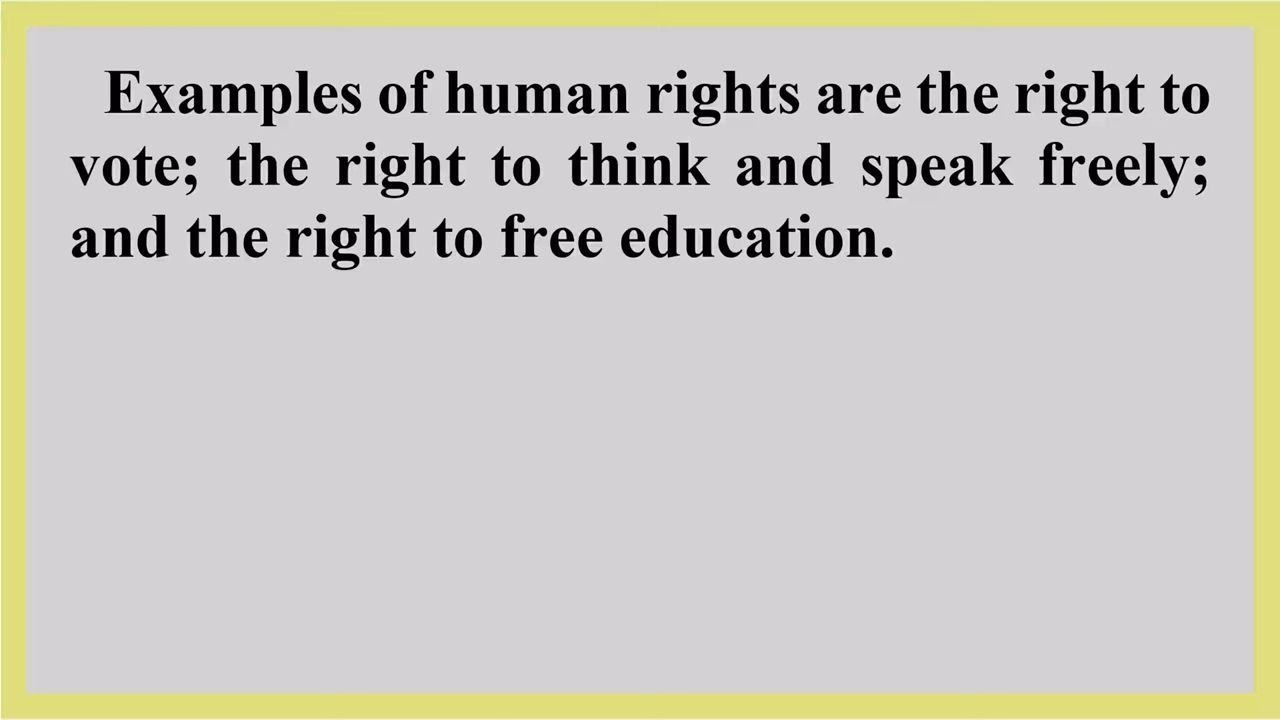 Examples of human rights are the right to
vote; the right to think and speak freely;
and the right to free education.